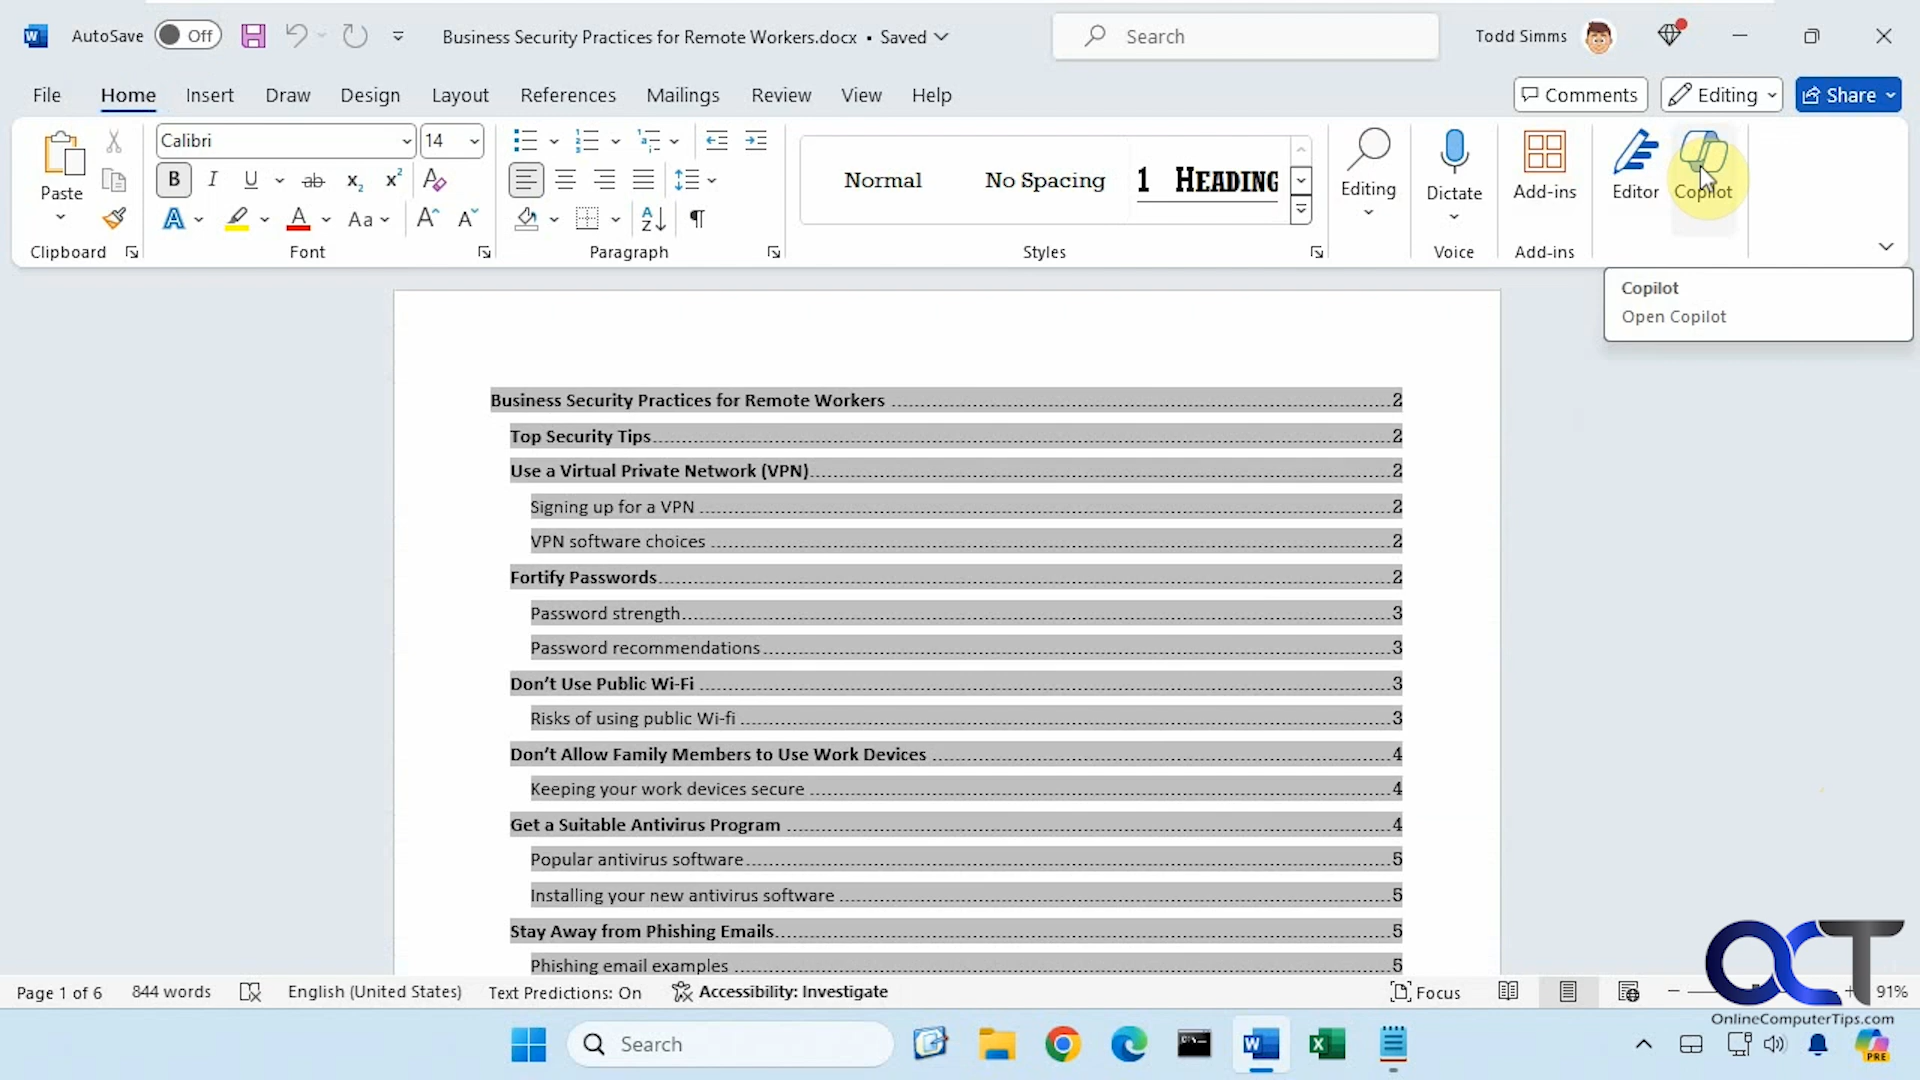 AutoSave Off Business Security Practices for Remote Workers.docx • Saved Search Todd Simms
File Home Insert Draw Design Layout References Mailings Review View Help Comments Editing Share
Calibri 14
Paste
B I U ab x₂ x² A
Normal No Spacing 1 HEADING
Editing Dictate Add-ins Editor Copilot
A A Aa A A
Clipboard Font Paragraph Styles Voice Add-ins
Copilot
Open Copilot
Business Security Practices for Remote Workers 2
Top Security Tips 2
Use a Virtual Private Network (VPN) 2
Signing up for a VPN 2
VPN software choices 2
Fortify Passwords 2
Password strength 3
Password recommendations 3
Don’t Use Public Wi-Fi 3
Risks of using public Wi-fi 3
Don’t Allow Family Members to Use Work Devices 4
Keeping your work devices secure 4
Get a Suitable Antivirus Program 4
Popular antivirus software 5
Installing your new antivirus software 5
Stay Away from Phishing Emails 5
Phishing email examples 5
OCT
OnlineComputerTips.com
Page 1 of 6 844 words English (United States) Text Predictions: On Accessibility: Investigate Focus 91%
Search PRE